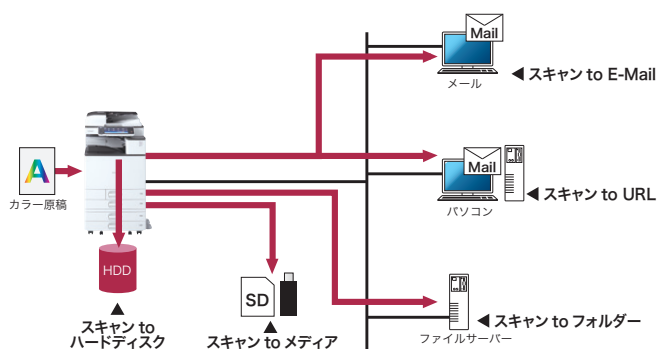 Mail
メール
◀スキャン to E-Mail
A
カラー原稿
Mail
パソコン
◀スキャン to URL
HDD
▲
スキャン to
ハードディスク
SD
▲
スキャン to メディア
◀スキャン to フォルダー
ファイルサーバー